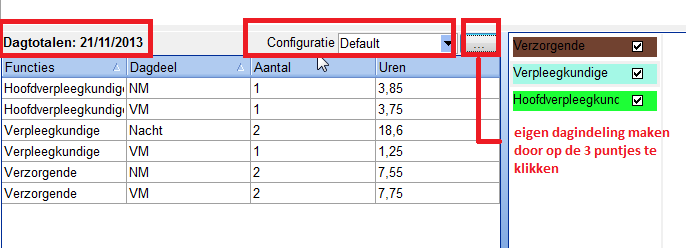 Dagtotalen: 21/11/2013 Configuratie Default ...
Functies Dagdeel Aantal Uren
Hoofdverpleegkundige NM 1 3,85
Hoofdverpleegkundige VM 1 3,75
Verpleegkundige Nacht 2 18,6
Verpleegkundige VM 1 1,25
Verzorgende NM 2 7,55
Verzorgende VM 2 7,75
Verzorgende
Verpleegkundige
Hoofdverpleegkunc
eigen dagindeling maken
door op de 3 puntjes te
klikken